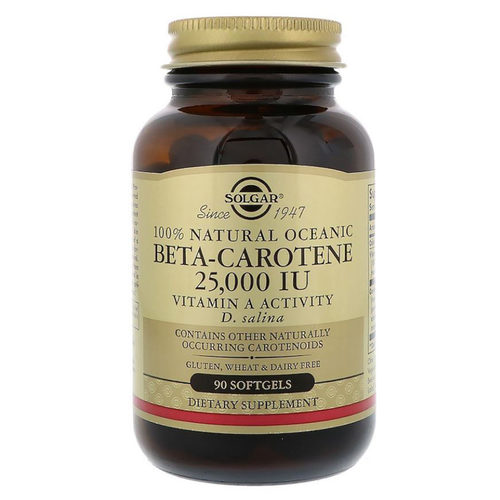 SOLGAR®
Since 1947
100% NATURAL OCEANIC
BETA-CAROTENE
25,000 IU
VITAMIN A ACTIVITY
D. salina
CONTAINS OTHER NATURALLY
OCCURRING CAROTENOIDS
GLUTEN, WHEAT & DAIRY FREE
90 SOFTGELS
DIETARY SUPPLEMENT